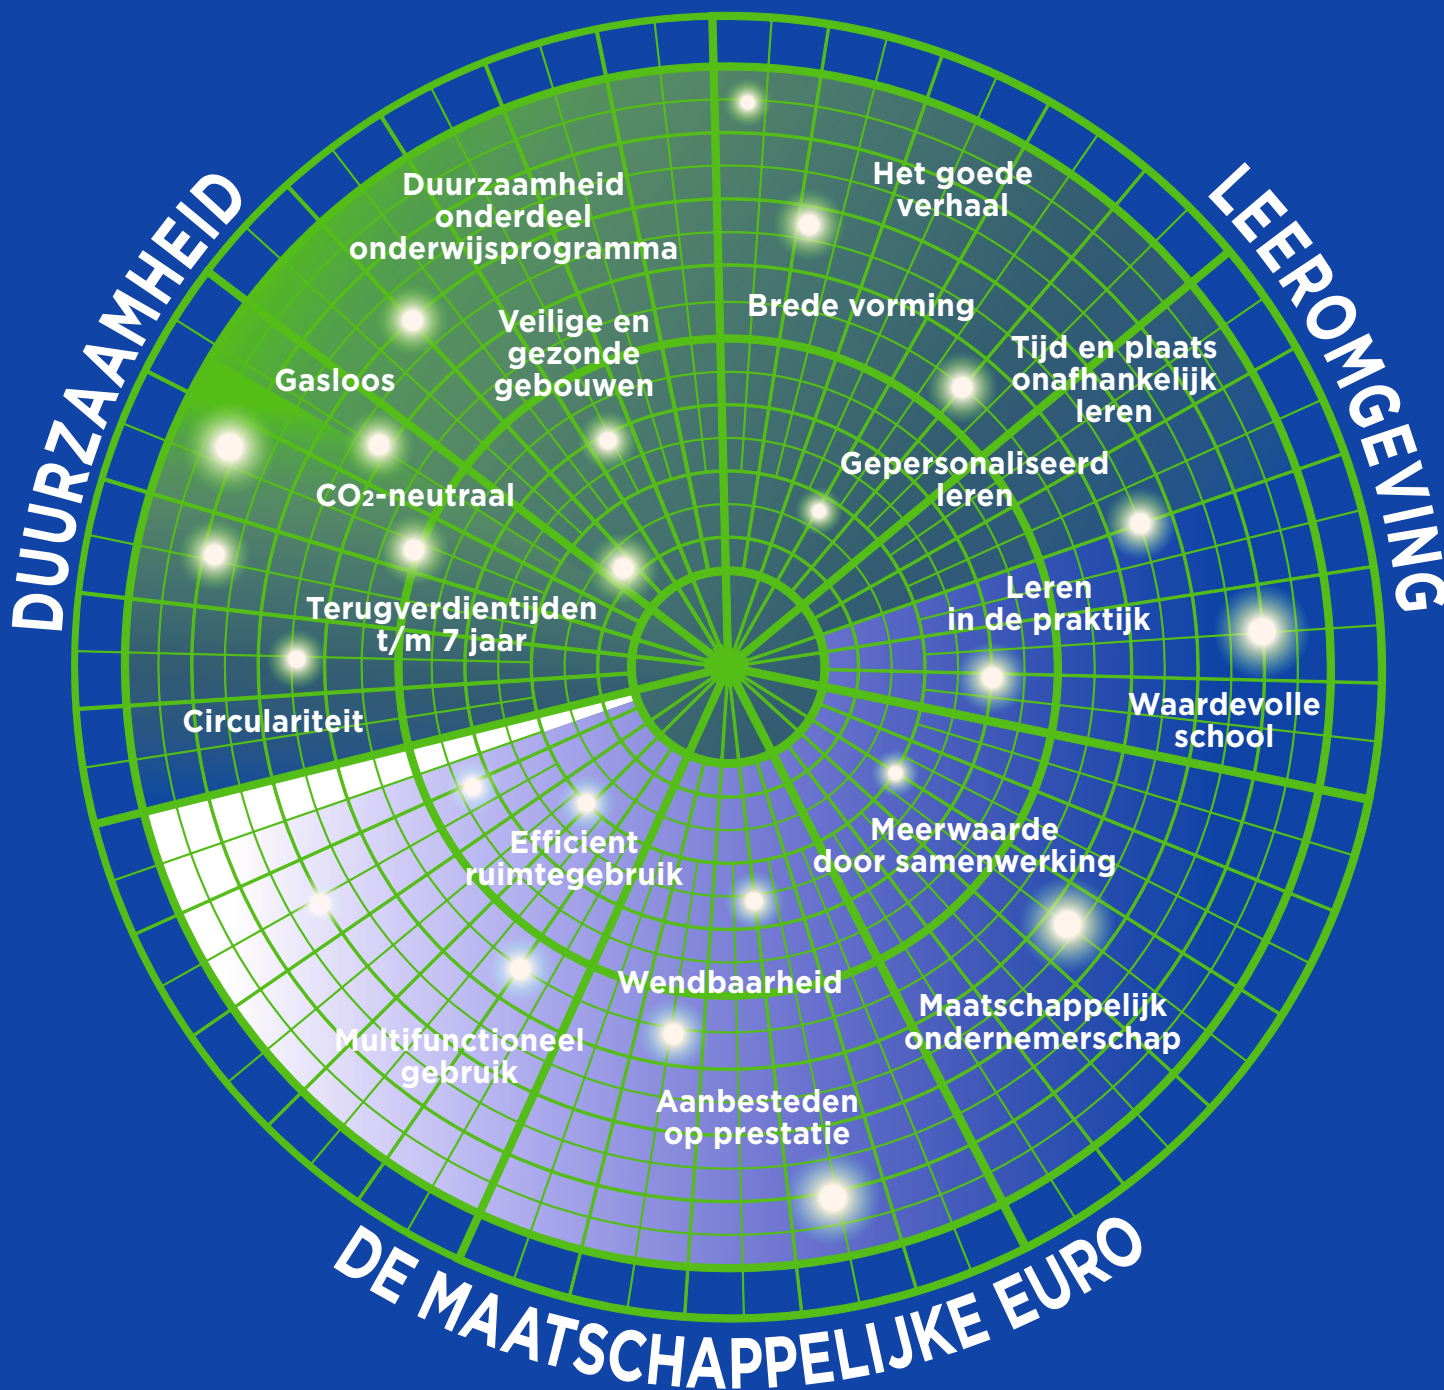 DUURZAAMHEID
LEEROMGEVING
DE MAATSCHAPPELIJKE EURO
Duurzaamheid
onderdeel
onderwijsprogramma
Veilige en
gezonde
gebouwen
Gasloos
CO2-neutraal
Terugverdientijden
t/m 7 jaar
Circulariteit
Het goede
verhaal
Brede vorming
Tijd en plaats
onafhankelijk
leren
Gepersonaliseerd
leren
Leren
in de praktijk
Waardevolle
school
Meerwaarde
door samenwerking
Maatschappelijk
ondernemerschap
Efficient
ruimtegebruik
Wendbaarheid
Multifunctioneel
gebruik
Aanbesteden
op prestatie